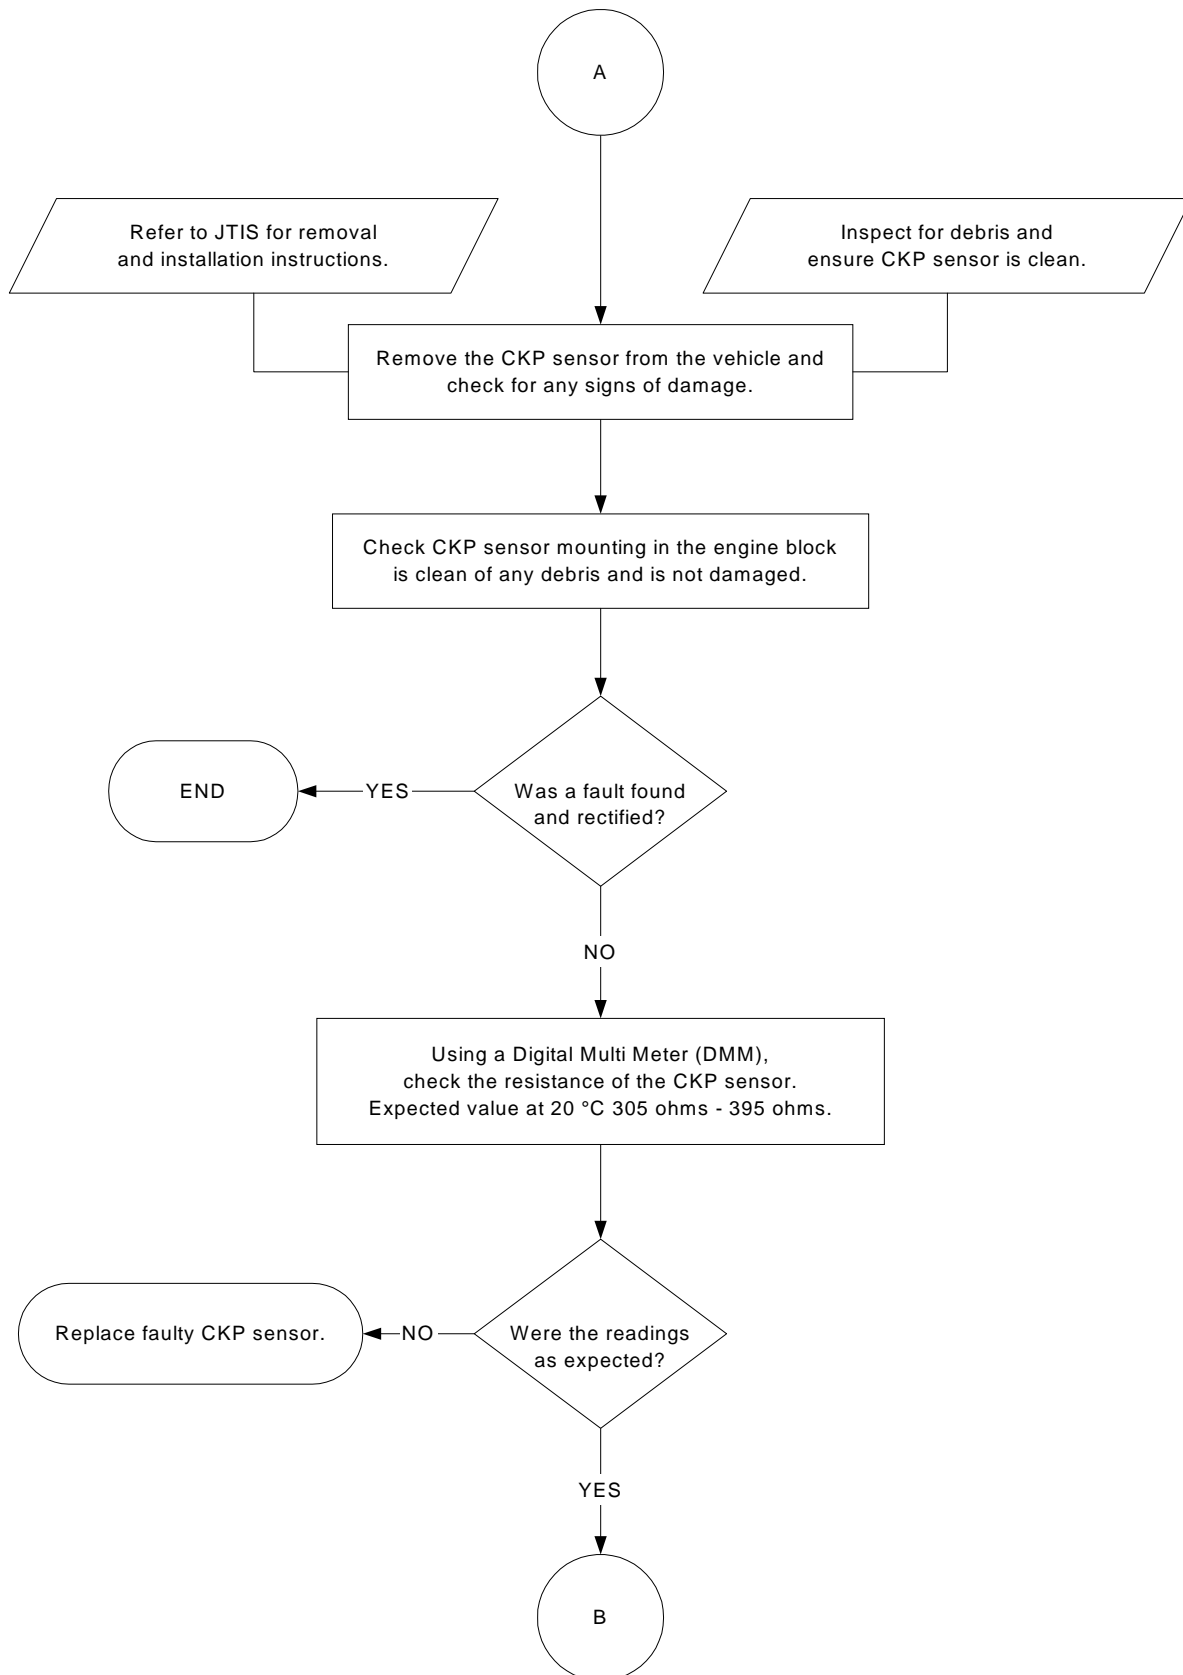 A
Refer to JTIS for removal
and installation instructions.
Inspect for debris and
ensure CKP sensor is clean.
Remove the CKP sensor from the vehicle and
check for any signs of damage.
Check CKP sensor mounting in the engine block
is clean of any debris and is not damaged.
END
YES
Was a fault found
and rectified?
NO
Using a Digital Multi Meter (DMM),
check the resistance of the CKP sensor.
Expected value at 20 °C 305 ohms - 395 ohms.
Replace faulty CKP sensor.
NO
Were the readings
as expected?
YES
B